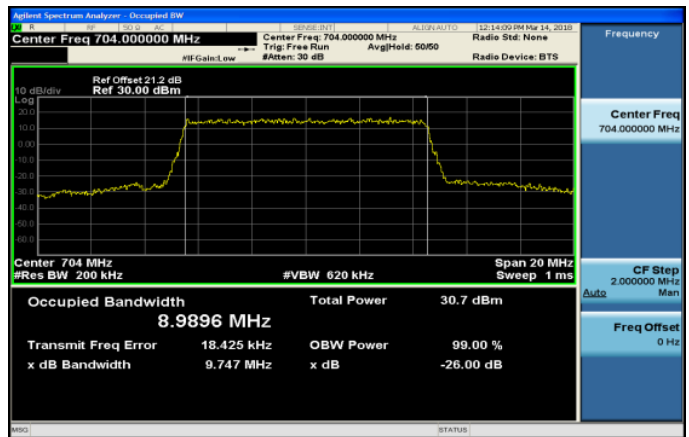 Agilent Spectrum Analyzer - Occupied BW
R RF 50 Ω AC SENSE:INT ALIGN AUTO 12:14:09 PM Mar 14, 2018
Center Freq 704.000000 MHz Center Freq: 704.000000 MHz Radio Std: None Frequency
Trig: Free Run Avg|Hold: 50/50
#IFGain:Low #Atten: 30 dB Radio Device: BTS
Ref Offset 21.2 dB
10 dB/div Ref 30.00 dBm
Log
20.0
10.0
0.00
-10.0
-20.0
-30.0
-40.0
-50.0
-60.0
Center Freq
704.000000 MHz
Center 704 MHz Span 20 MHz
#Res BW 200 kHz #VBW 620 kHz Sweep 1 ms
CF Step
2.000000 MHz
Auto Man
Occupied Bandwidth Total Power 30.7 dBm
8.9896 MHz
Transmit Freq Error 18.425 kHz OBW Power 99.00 %
x dB Bandwidth 9.747 MHz x dB -26.00 dB
Freq Offset
0 Hz
MSG STATUS